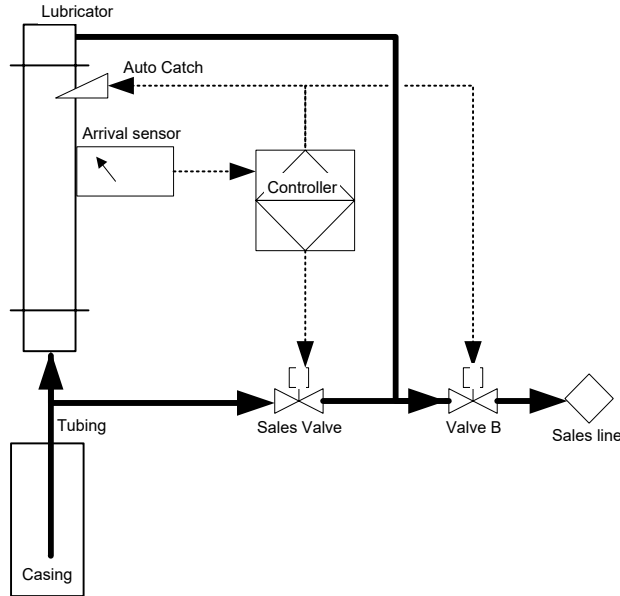 Lubricator
Auto Catch
Arrival sensor
Controller
Tubing
Sales Valve
Valve B
Sales line
Casing